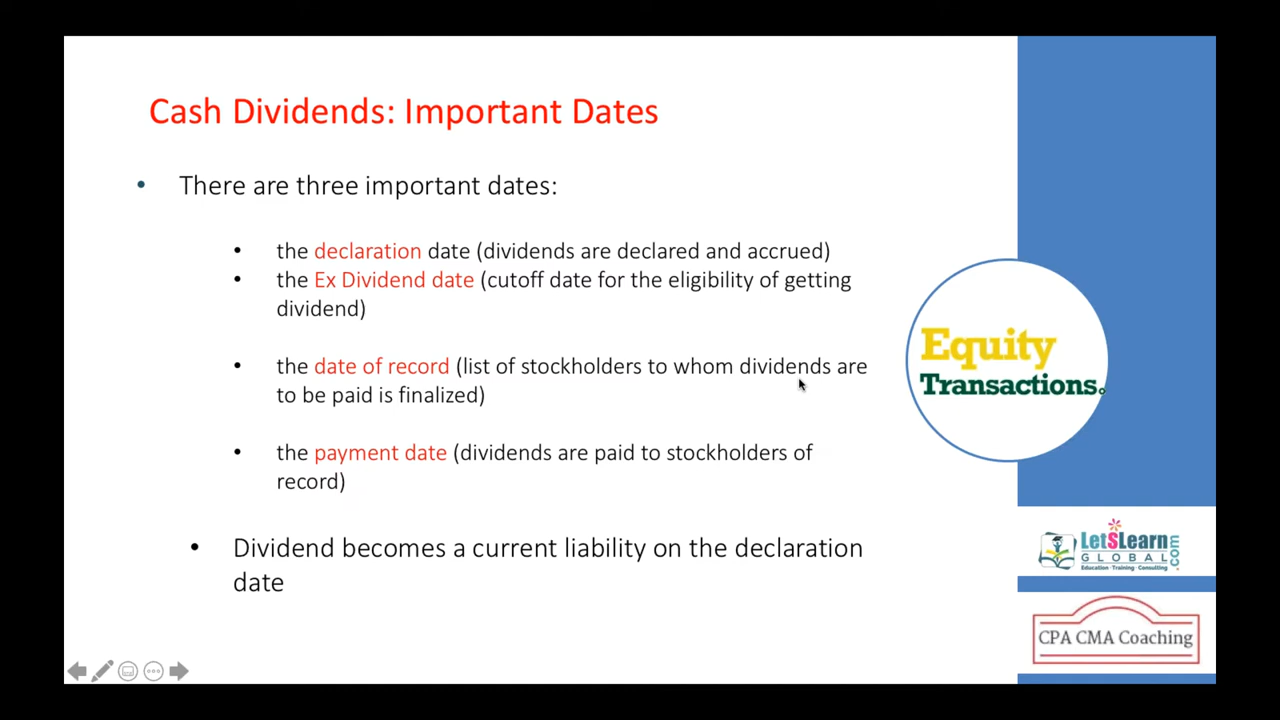 Cash Dividends: Important Dates
• There are three important dates:
• the declaration date (dividends are declared and accrued)
• the Ex Dividend date (cutoff date for the eligibility of getting
dividend)
• the date of record (list of stockholders to whom dividends are
to be paid is finalized)
• the payment date (dividends are paid to stockholders of
record)
• Dividend becomes a current liability on the declaration
date
Equity
Transactions.
LetSLearn
.com
GLOBAL
Education • Training • Consulting
CPA CMA Coaching